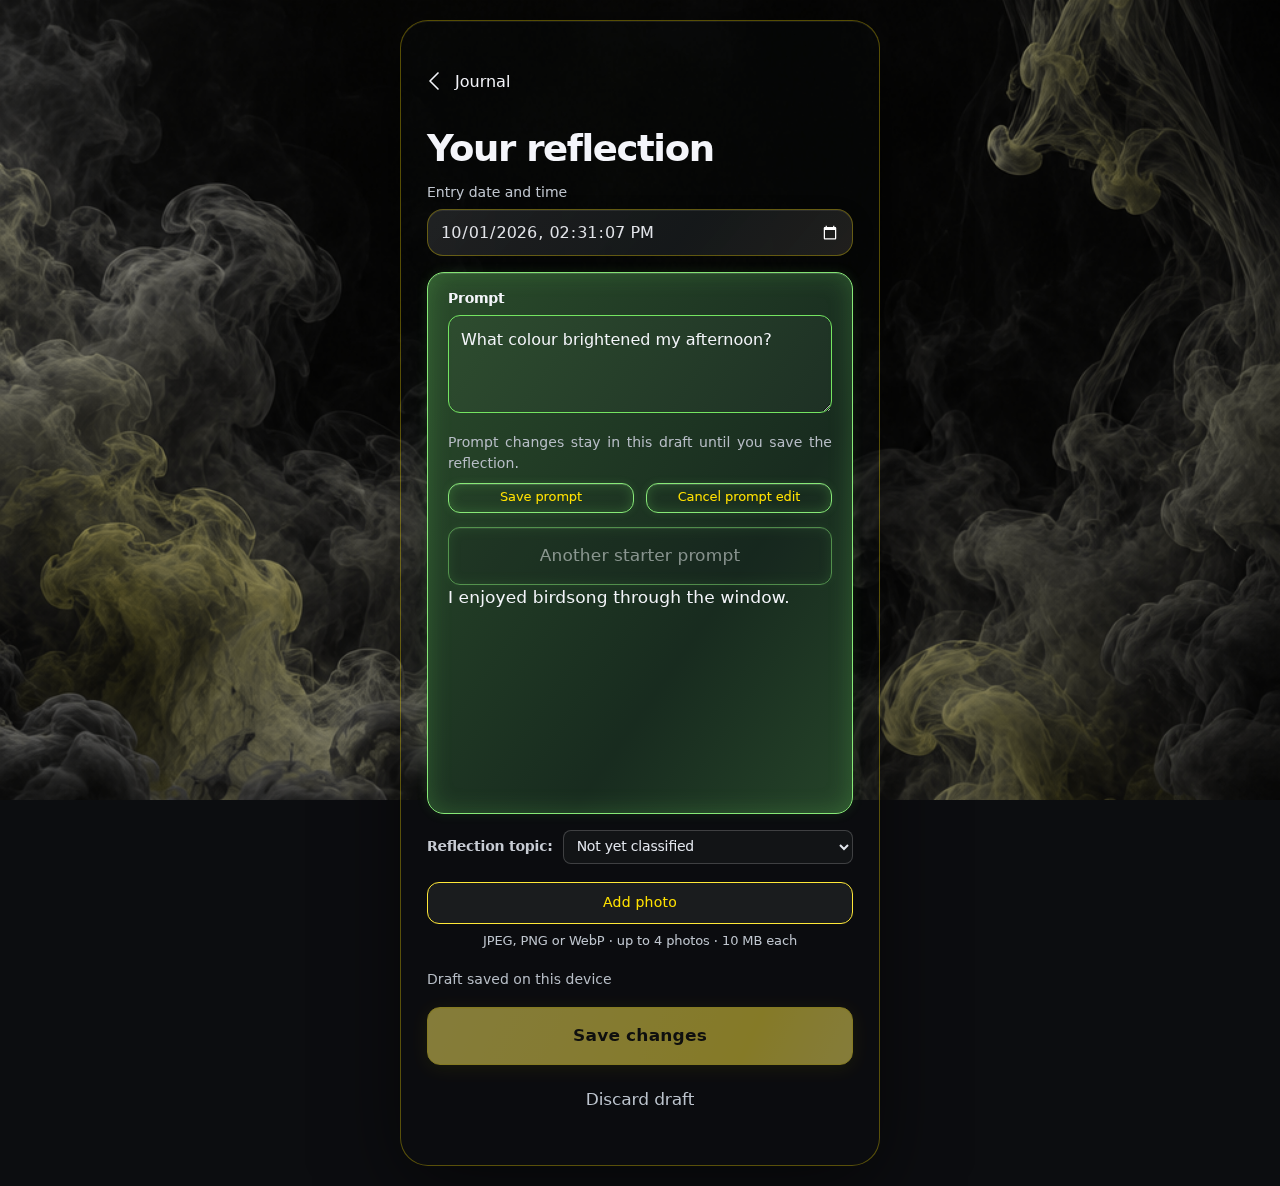 Journal
Your reflection
Entry date and time
10/01/2026, 02:31:07 PM
Prompt
What colour brightened my afternoon?
Prompt changes stay in this draft until you save the
reflection.
Save prompt
Cancel prompt edit
Another starter prompt
I enjoyed birdsong through the window.
Reflection topic:
Not yet classified
Add photo
JPEG, PNG or WebP · up to 4 photos · 10 MB each
Draft saved on this device
Save changes
Discard draft